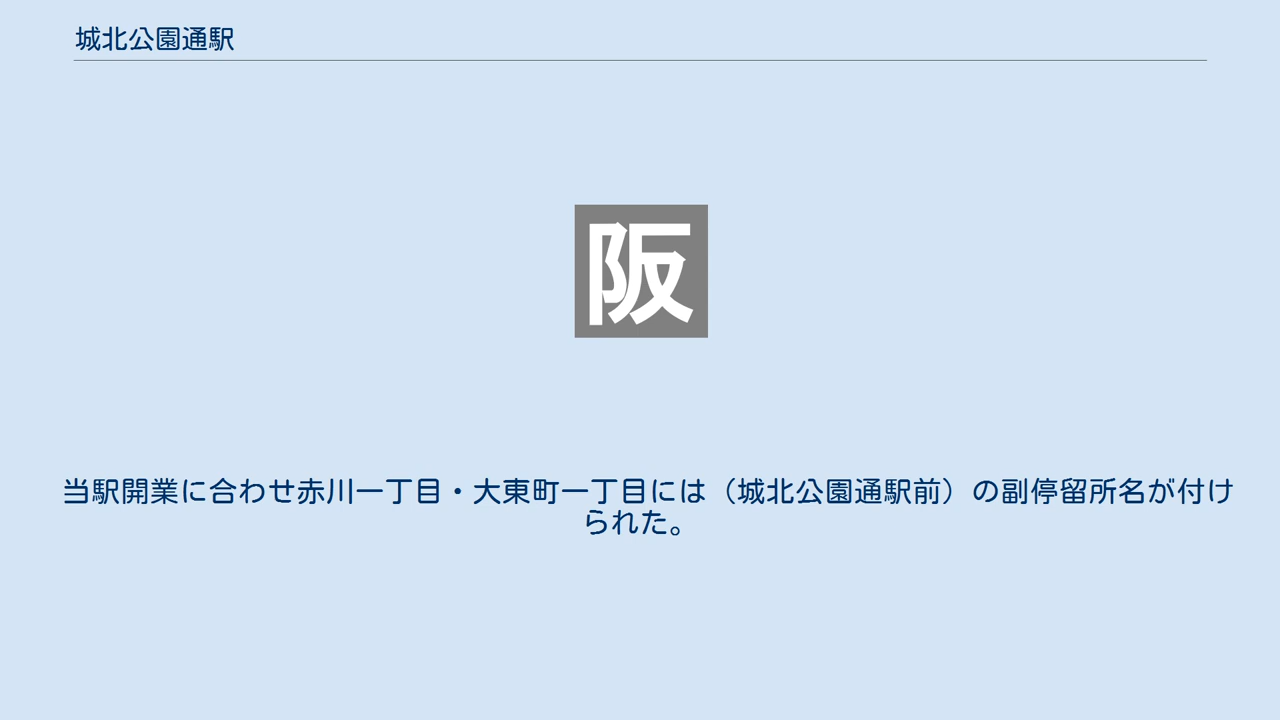 城北公園通駅
阪
当駅開業に合わせ赤川一丁目・大東町一丁目には（城北公園通駅前）の副停留所名が付け
られた。